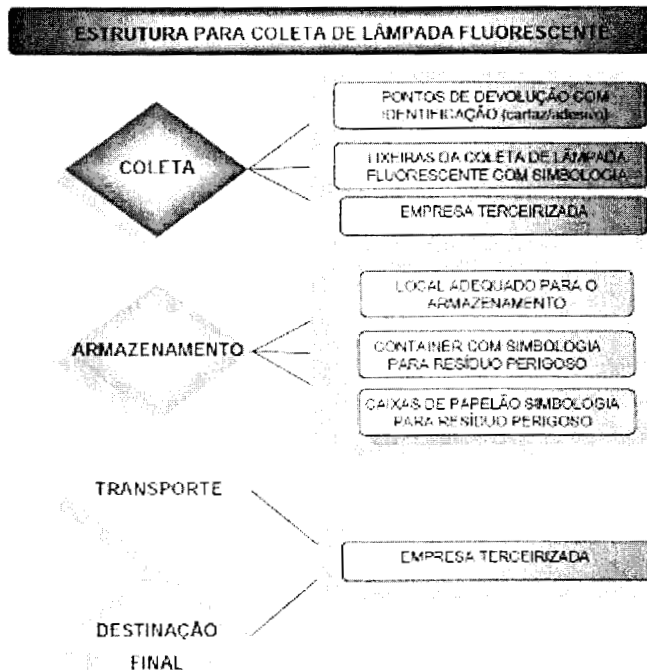 ESTRUTURA PARA COLETA DE LÂMPADA FLUORESCENTE
COLETA
PONTOS DE DEVOLUÇÃO COM
IDENTIFICAÇÃO (cartaz/adesivo)
LIXEIRAS DA COLETA DE LÂMPADA
FLUORESCENTE COM SIMBOLOGIA
EMPRESA TERCEIRIZADA
ARMAZENAMENTO
LOCAL ADEQUADO PARA O
ARMAZENAMENTO
CONTAINER COM SIMBOLOGIA
PARA RESÍDUO PERIGOSO
CAIXAS DE PAPELÃO SIMBOLOGIA
PARA RESÍDUO PERIGOSO
TRANSPORTE
EMPRESA TERCEIRIZADA
DESTINAÇÃO
FINAL